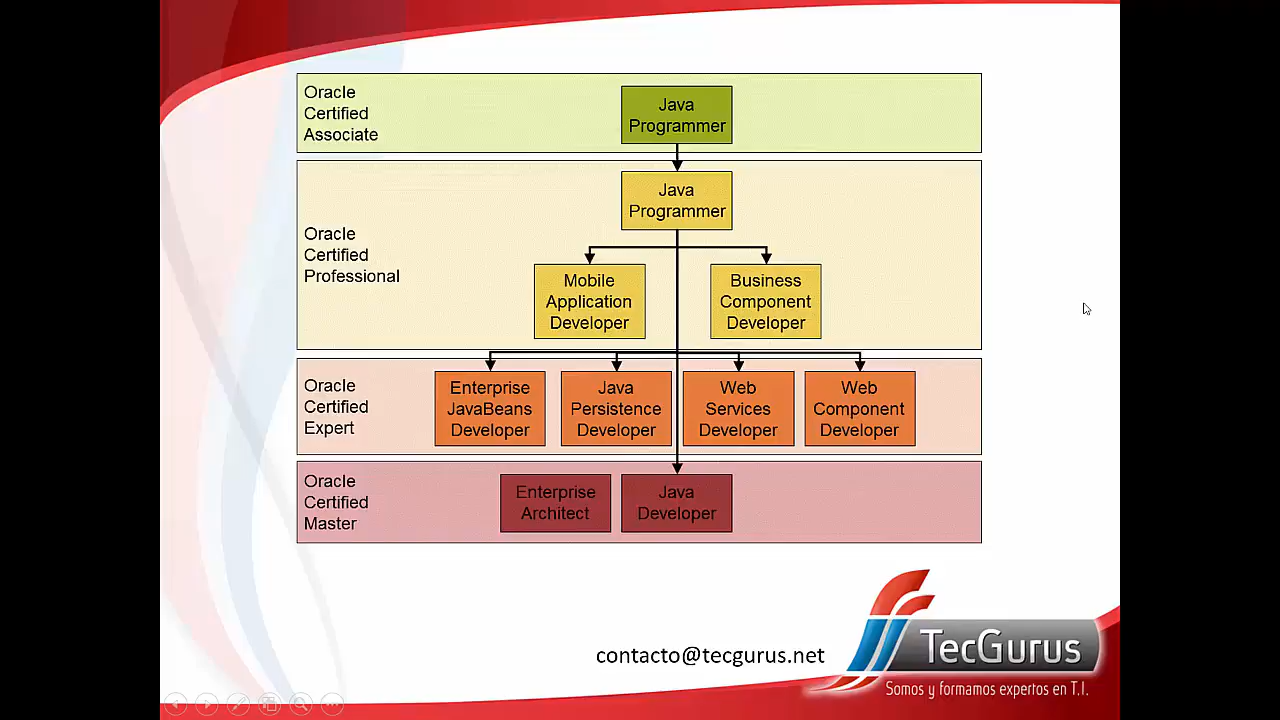 Oracle
Certified
Associate
Java
Programmer
Oracle
Certified
Professional
Java
Programmer
Mobile
Application
Developer
Business
Component
Developer
Oracle
Certified
Expert
Enterprise
JavaBeans
Developer
Java
Persistence
Developer
Web
Services
Developer
Web
Component
Developer
Oracle
Certified
Master
Enterprise
Architect
Java
Developer
contacto@tecgurus.net
TecGurus
Somos y formamos expertos en T.I.